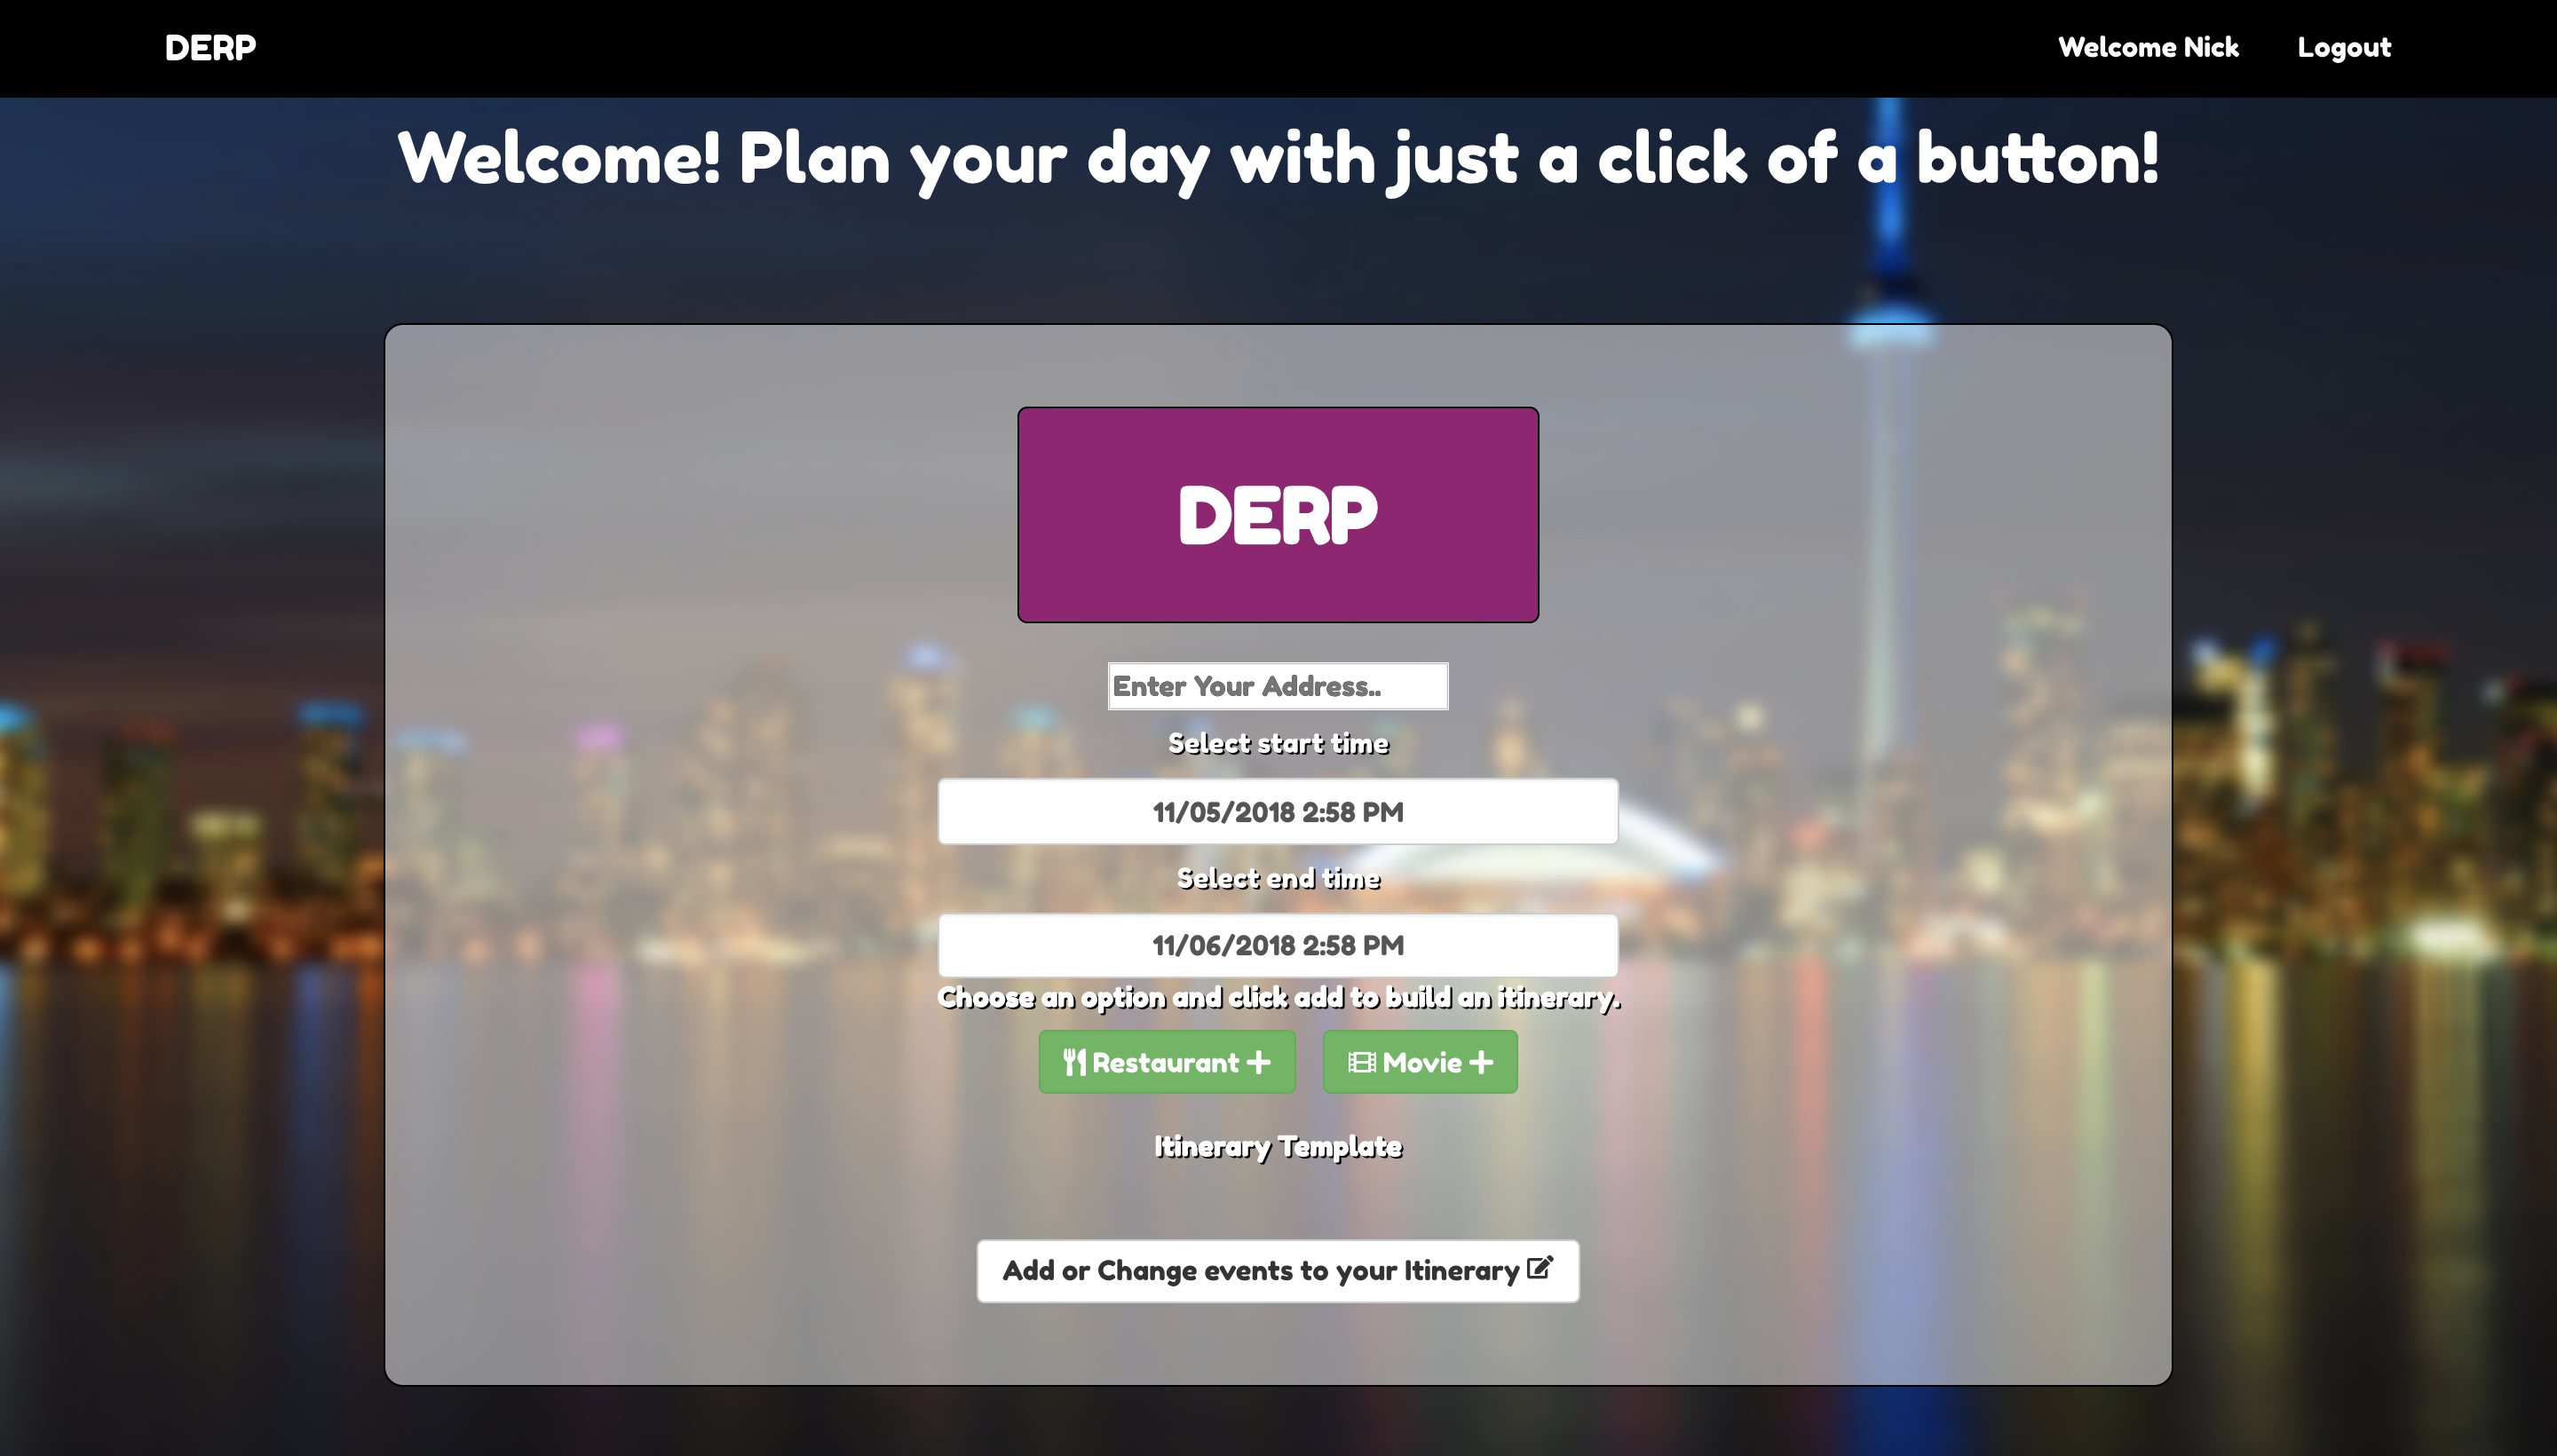 DERP
Welcome Nick
Logout
Welcome! Plan your day with just a click of a button!
DERP
Enter Your Address..
Select start time
11/05/2018 2:58 PM
Select end time
11/06/2018 2:58 PM
Choose an option and click add to build an itinerary.
Restaurant +
Movie +
Itinerary Template
Add or Change events to your Itinerary